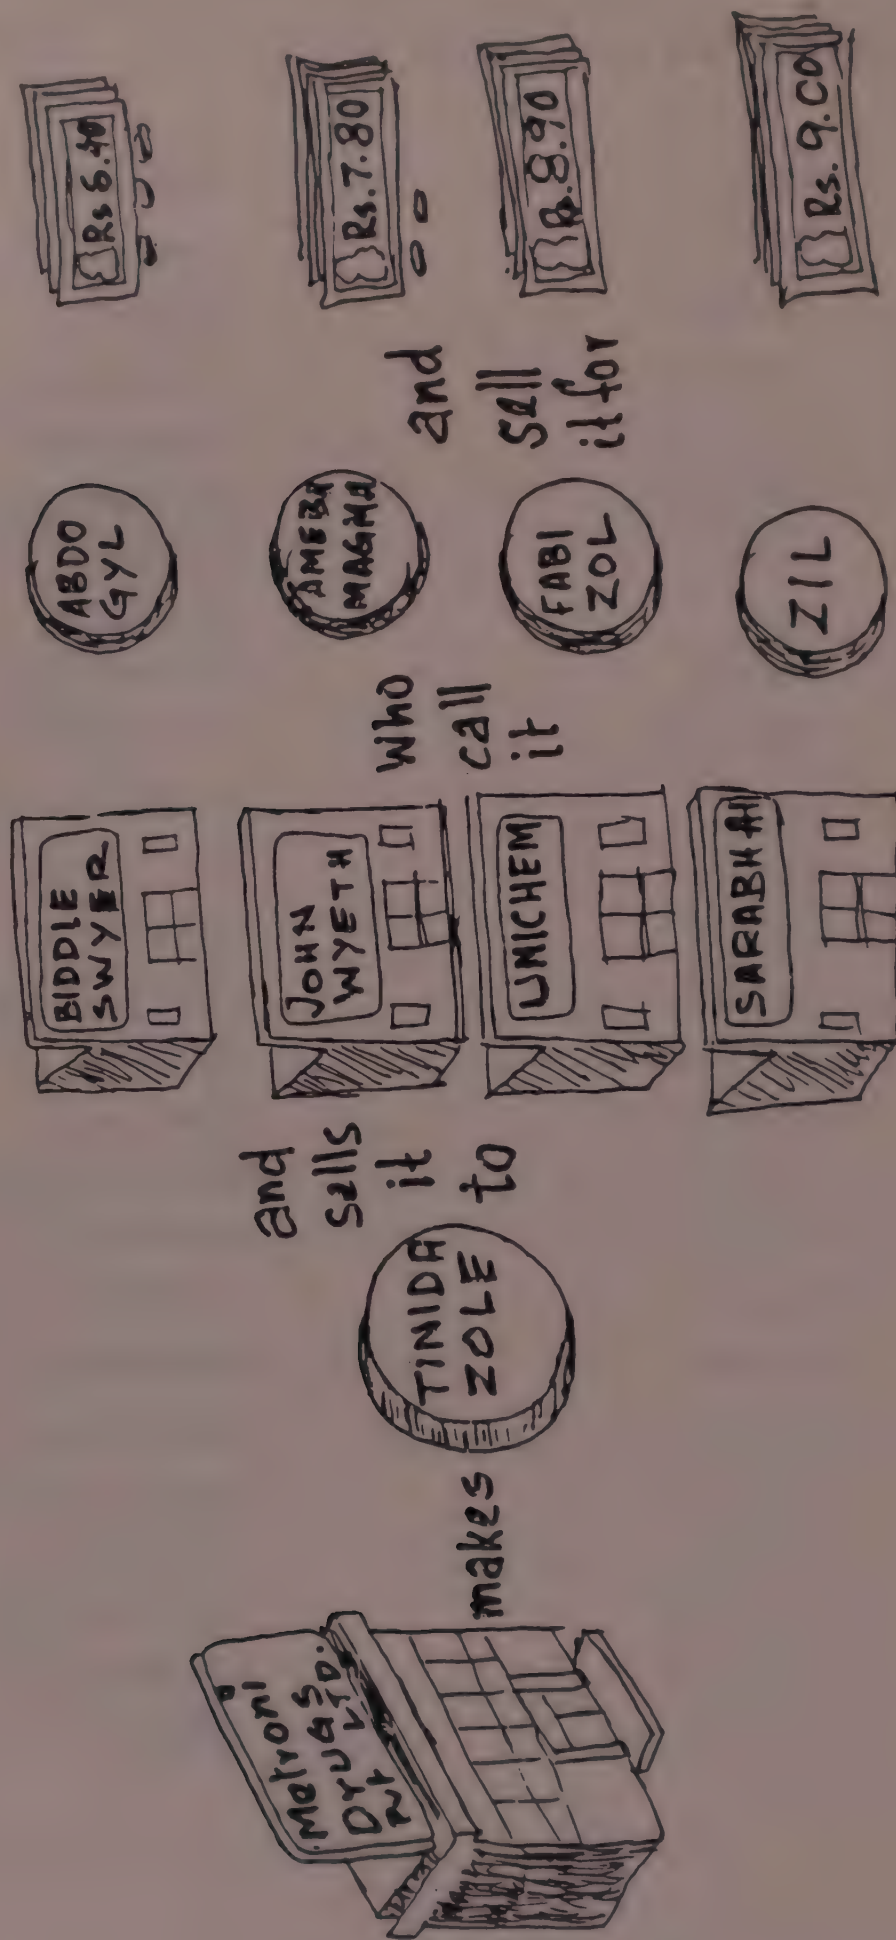 Metroni
DrUGS
PVt LTD.
makes
TINIDA
ZOLE
and
sells
it
to
BIDDLE
SWYER
JOHN
WYETH
UNICHEM
SARABHAI
who
call
it
ABDO
GYL
AMEBA
MAGMA
FABI
ZOL
ZIL
and
sell
it for
Rs 6.40
Rs. 7.80
Rs. 8.90
Rs. 9.00